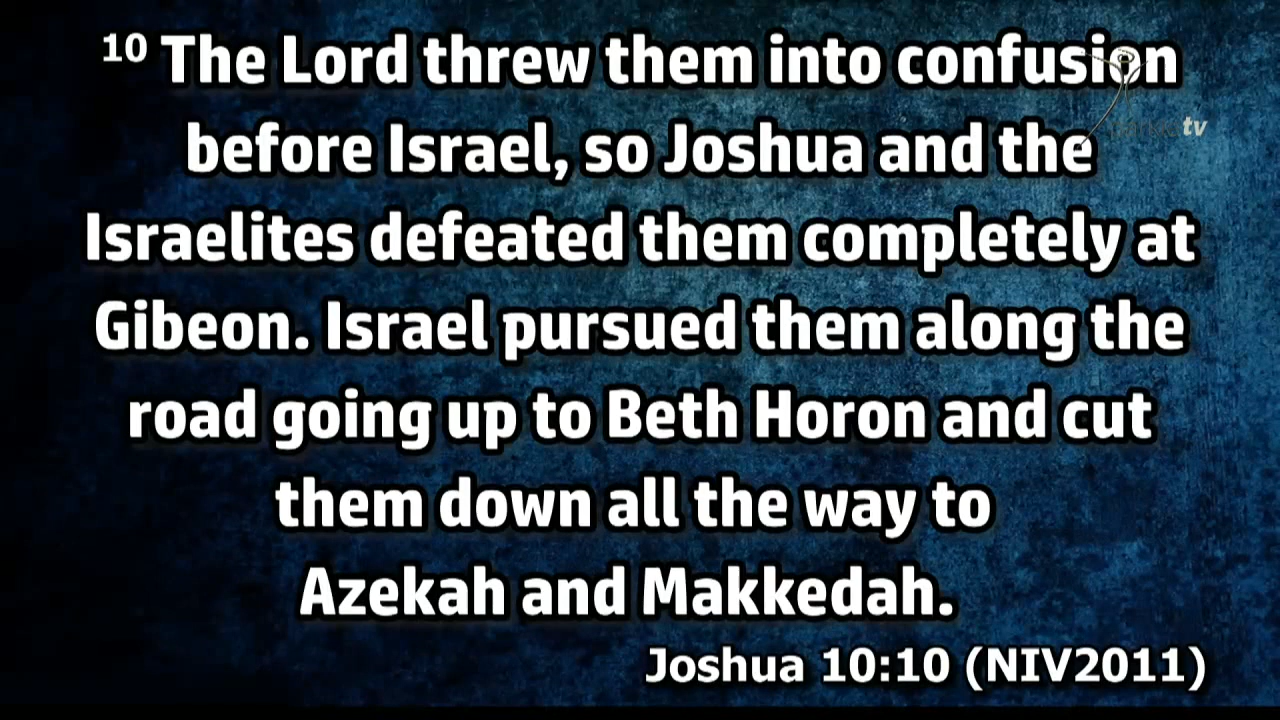 10 The Lord threw them into confusion
before Israel, so Joshua and the
Israelites defeated them completely at
Gibeon. Israel pursued them along the
road going up to Beth Horon and cut
them down all the way to
Azekah and Makkedah.
Joshua 10:10 (NIV2011)
tv